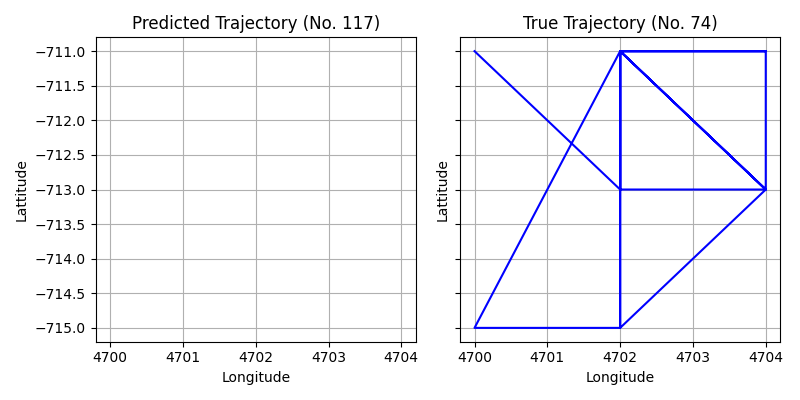 Predicted Trajectory (No. 117)
Lattitude
−711.0
−711.5
−712.0
−712.5
−713.0
−713.5
−714.0
−714.5
−715.0
4700 4701 4702 4703 4704
Longitude
True Trajectory (No. 74)
Lattitude
4700 4701 4702 4703 4704
Longitude